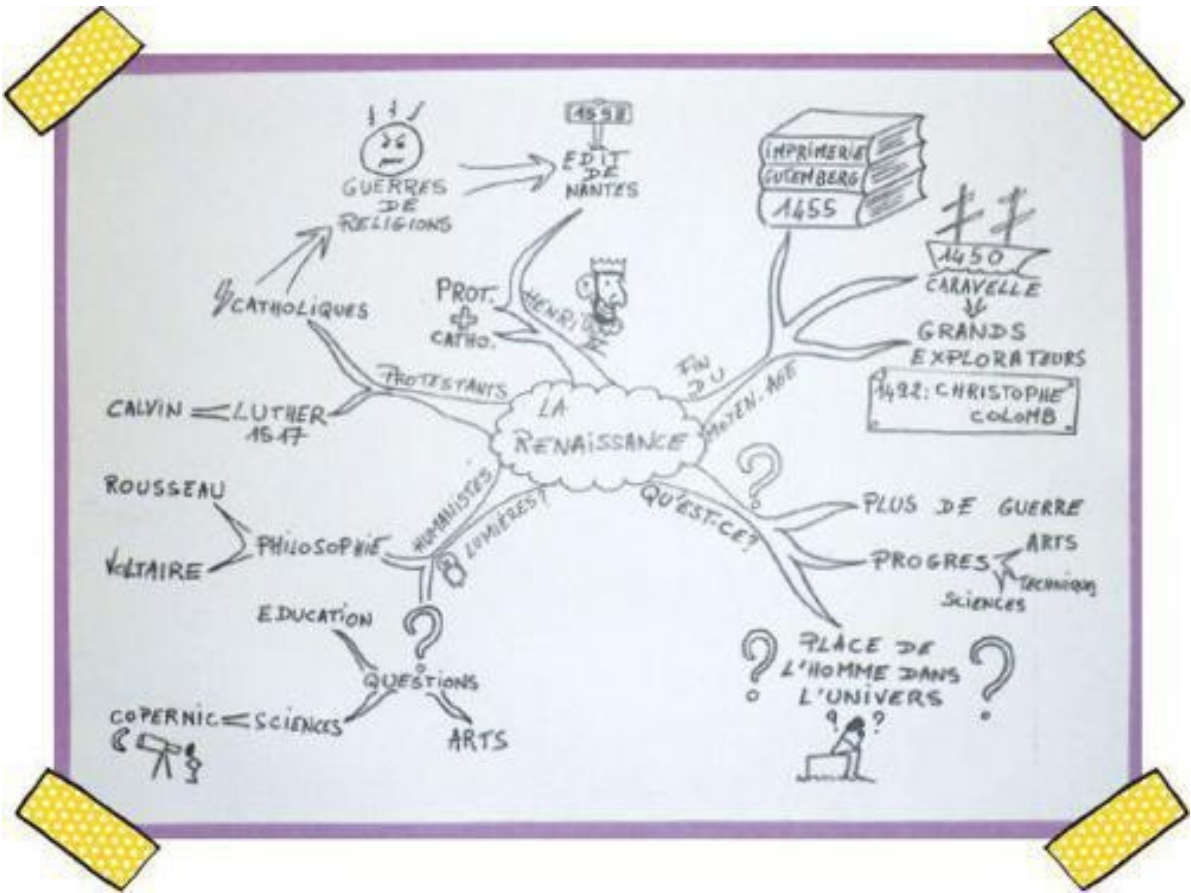 LA
RENAISSANCE
FIN
DU
MOYEN-AGE
IMPRIMERIE
GUTEMBERG
1455
1450
CARAVELLE
GRANDS
EXPLORATEURS
1492: CHRISTOPHE
COLOMB
QU'EST-CE?
?
PLUS DE GUERRE
PROGRES
ARTS
TECHNIQUES
SCIENCES
PLACE DE
L'HOMME DANS
L'UNIVERS
?
?
?
?
HUMANISTES
LUMIÈRES?
PHILOSOPHIE
ROUSSEAU
VOLTAIRE
?
QUESTIONS
EDUCATION
SCIENCES
COPERNIC
ARTS
PROTESTANTS
LUTHER
1517
CALVIN
CATHOLIQUES
GUERRES
DE
RELIGIONS
HENRI
PROT.
+
CATHO.
1598
EDIT
DE
NANTES